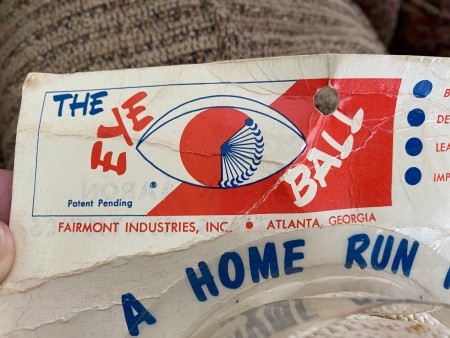 THE
EYE
BALL
®
Patent Pending
FAIRMONT INDUSTRIES, INC. • ATLANTA, GEORGIA
A HOME RUN